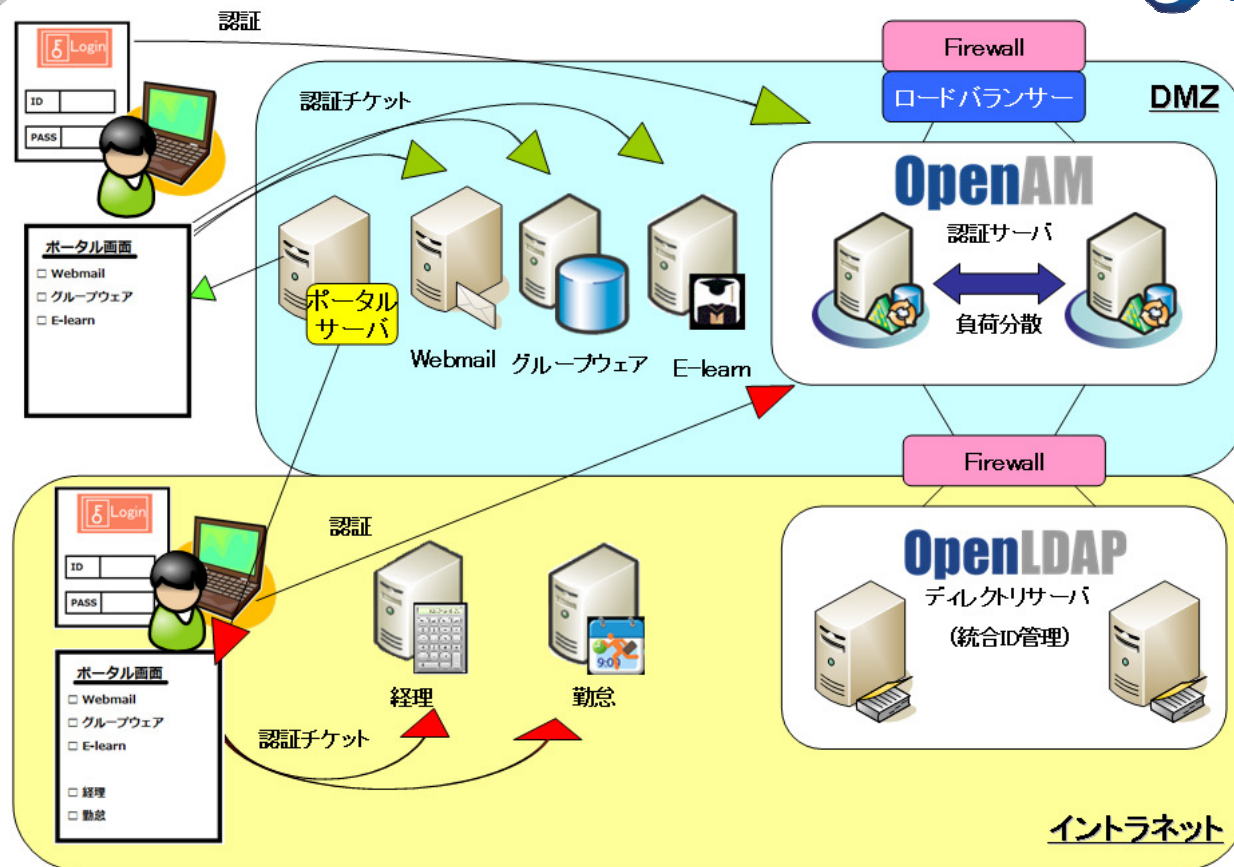 認証
Login
ID
PASS
認証チケット
Firewall
ロードバランサー
DMZ
OpenAM
認証サーバ
負荷分散
ポータル画面
□ Webmail
□ グループウェア
□ E-learn
ポータル
サーバ
Webmail
グループウェア
E-learn
Firewall
Login
ID
PASS
認証
経理
勤怠
9:00
OpenLDAP
ディレクトリサーバ
(統合ID管理)
ポータル画面
□ Webmail
□ グループウェア
□ E-learn
□ 経理
□ 勤怠
認証チケット
イントラネット